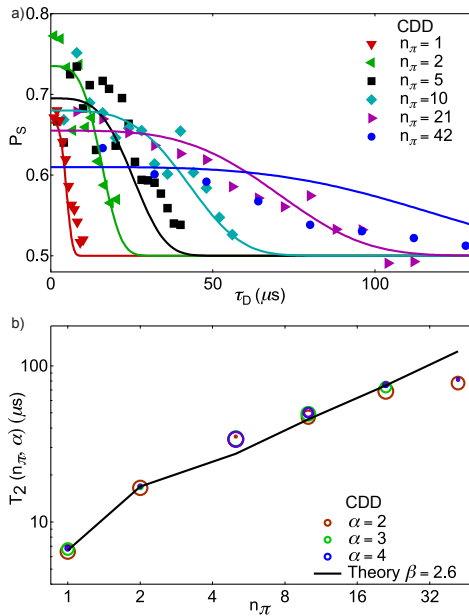 a)
0.8
0.7
0.6
0.5
P_S
CDD
n_π = 1
n_π = 2
n_π = 5
n_π = 10
n_π = 21
n_π = 42
0 50 100
τ_D (μs)
b)
100
10
T_2 (n_π, α) (μs)
CDD
α = 2
α = 3
α = 4
Theory β = 2.6
1 2 4 8 16 32
n_π